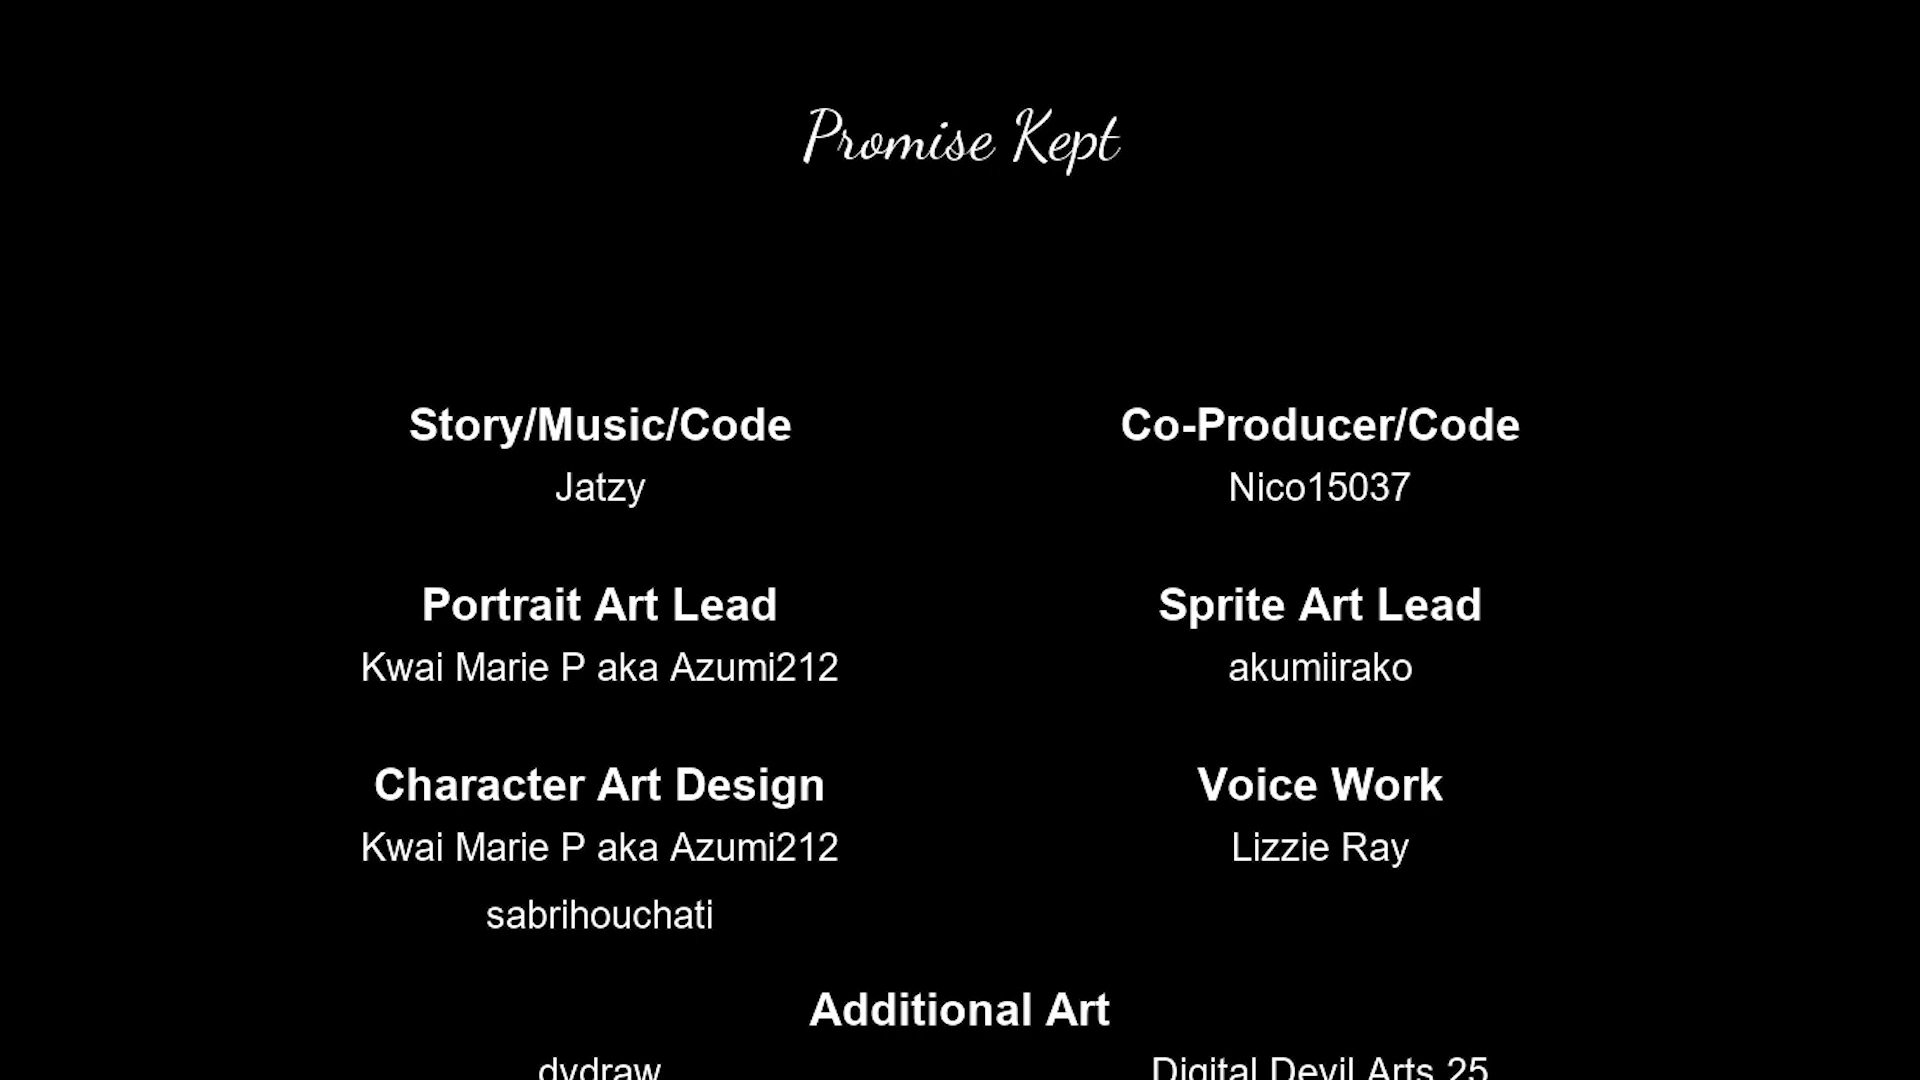 Promise Kept
Story/Music/Code
Jatzy
Co-Producer/Code
Nico15037
Portrait Art Lead
Kwai Marie P aka Azumi212
Sprite Art Lead
akumiirako
Character Art Design
Kwai Marie P aka Azumi212
sabrihouchati
Voice Work
Lizzie Ray
Additional Art
dvdraw
Digital Devil Arts 25